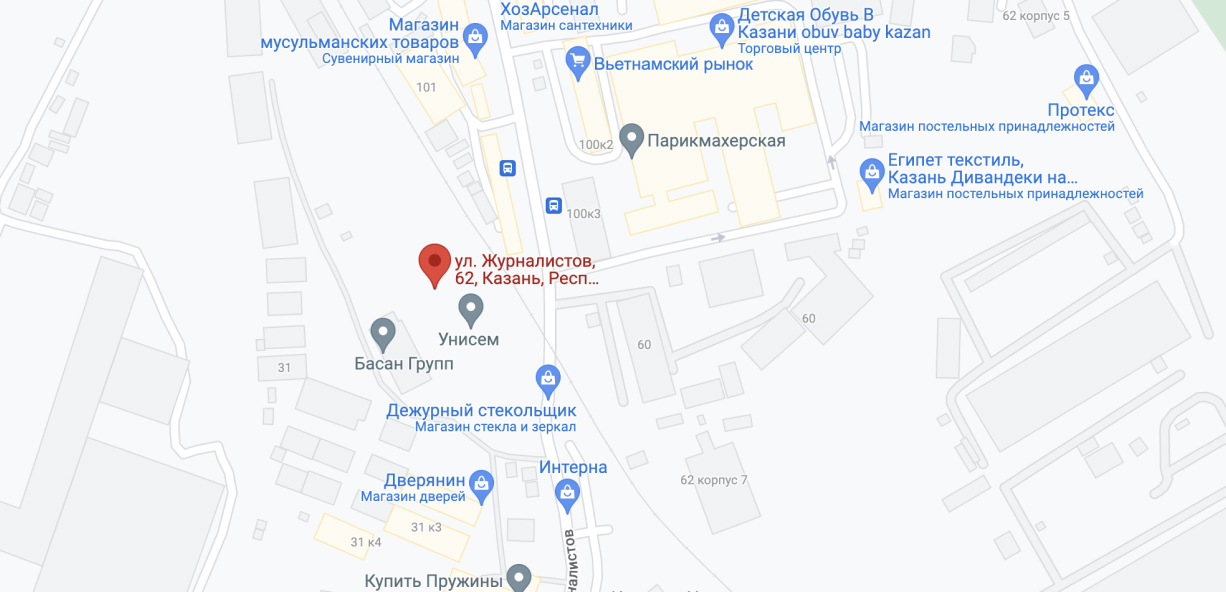 ХозАрсенал
Магазин сантехники
Детская Обувь В
Казани obuv baby kazan
Торговый центр
62 корпус 5
Магазин
мусульманских товаров
Сувенирный магазин
Вьетнамский рынок
101
Протекс
Магазин постельных принадлежностей
100к2
Парикмахерская
Египет текстиль,
Казань Дивандеки на...
Магазин постельных принадлежностей
100к3
ул. Журналистов,
62, Казань, Респ...
Унисем
60
60
Басан Групп
31
Дежурный стекольщик
Магазин стекла и зеркал
Интерна
Дверянин
Магазин дверей
62 корпус 7
31 к3
31 к4
налистов
Купить Пружины